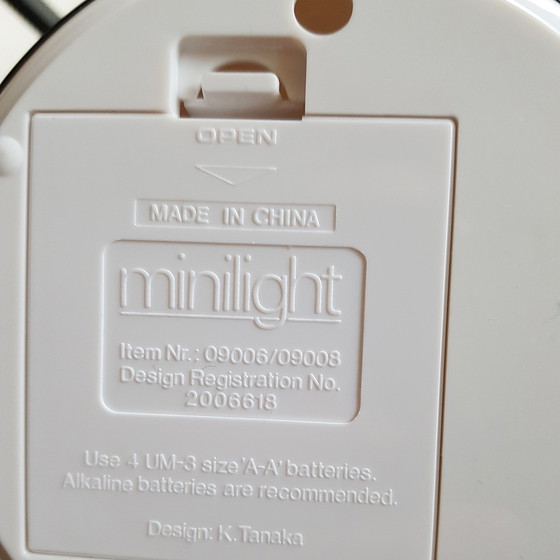 OPEN
MADE IN CHINA
minilight
Item Nr.: 09006/09008
Design Registration No.
2006618
Use 4 UM-3 size 'A-A' batteries.
Alkaline batteries are recommended.
Design: K.Tanaka